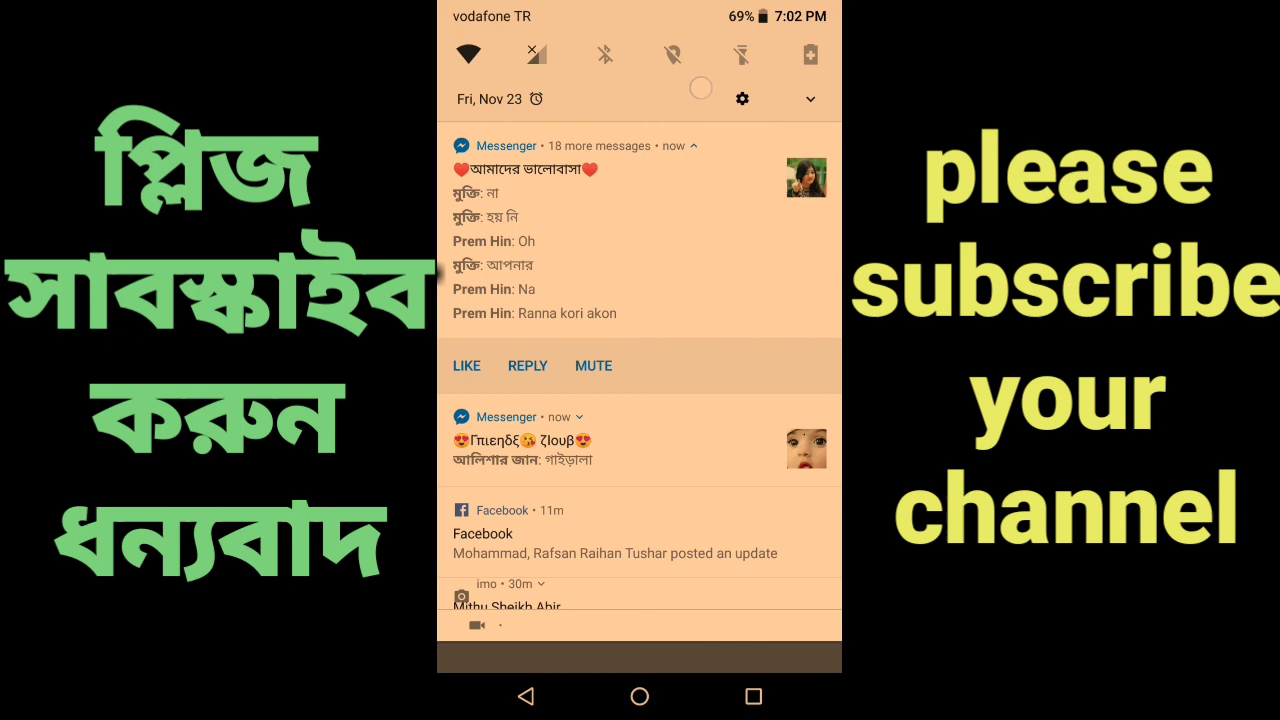 প্লিজ
সাবস্কাইব
করুন
ধন্যবাদ
vodafone TR 69% 7:02 PM
Fri, Nov 23
Messenger • 18 more messages • now
❤️আমাদের ভালোবাসা❤️
মুক্তি: না
মুক্তি: হয় নি
Prem Hin: Oh
মুক্তি: আপনার
Prem Hin: Na
Prem Hin: Ranna kori akon
LIKE REPLY MUTE
Messenger • now
😍Γπιεηδξ😘 ζΙουβ😍
আলিশার জান: গাইড়ালা
Facebook • 11m
Facebook
Mohammad, Rafsan Raihan Tushar posted an update
imo • 30m
Mithu Sheikh Abir
please
subscribe
your
channel